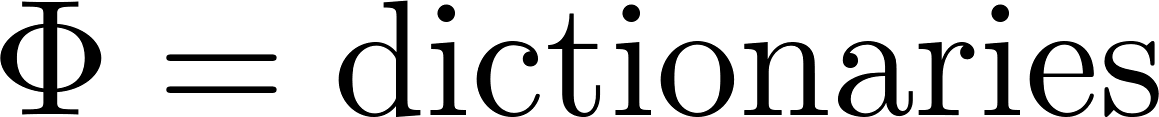 Φ = dictionaries